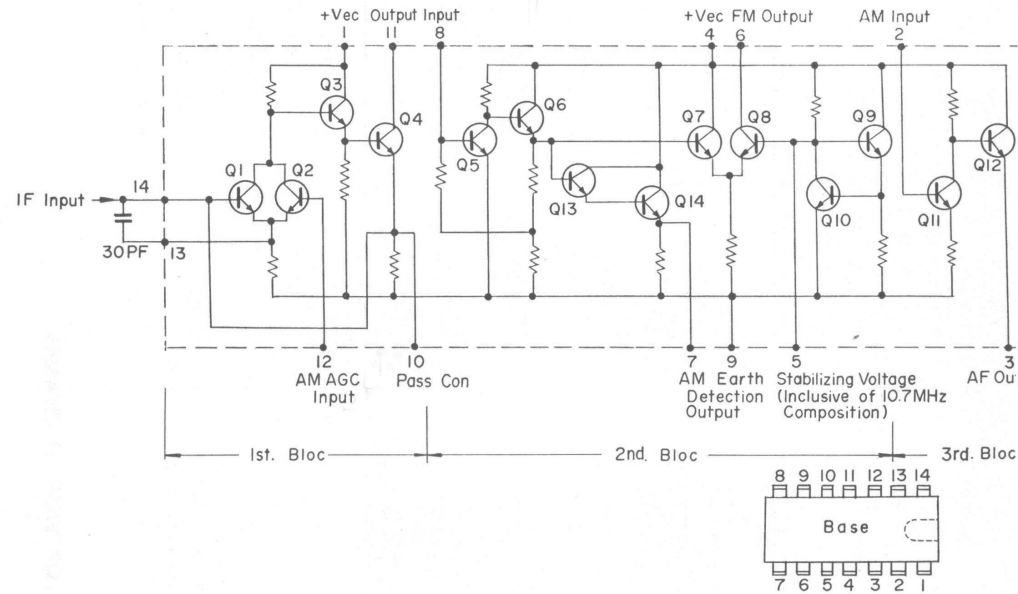 +Vec Output Input +Vec FM Output AM Input
1 11 8 4 6 2
Q3
Q6
Q4 Q7 Q8 Q9
Q5 Q12
Q1 Q2
14
IF Input Q13 Q14 Q10 Q11
30PF 13
12 10 7 9 5 3
AM AGC Pass Con AM Earth Stabilizing Voltage AF
Input Detection (Inclusive of 10.7MHz
Output Composition)
1st. Bloc 2nd. Bloc 3rd. Bloc
8 9 10 11 12 13 14
Base
7 6 5 4 3 2 1